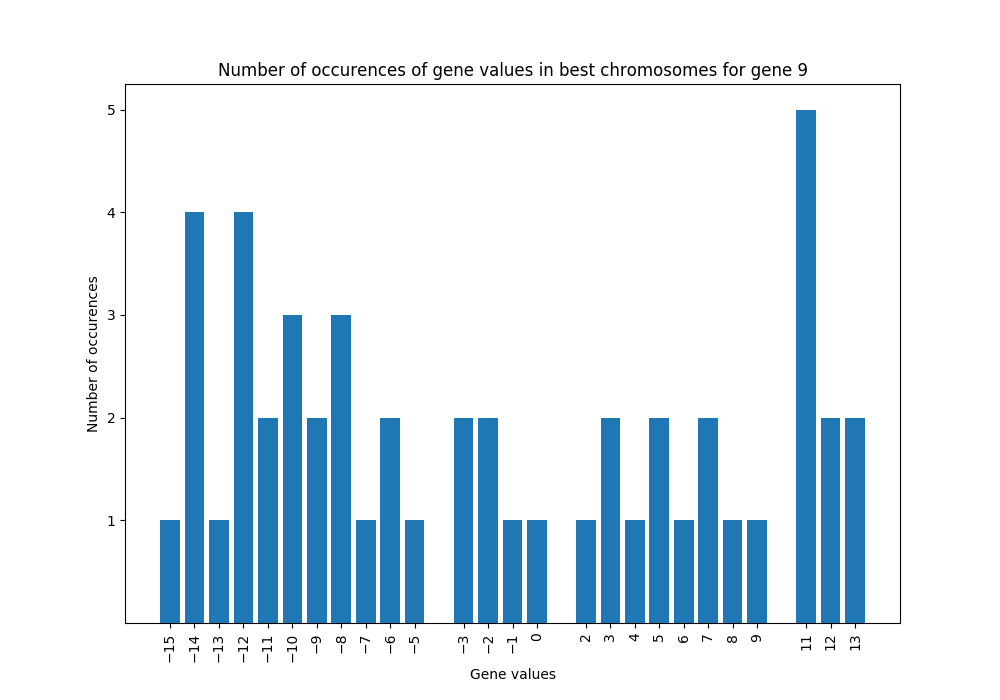 Number of occurences of gene values in best chromosomes for gene 9
Number of occurences
5
4
3
2
1
−15 −14 −13 −12 −11 −10 −9 −8 −7 −6 −5 −3 −2 −1 0 2 3 4 5 6 7 8 9 11 12 13
Gene values